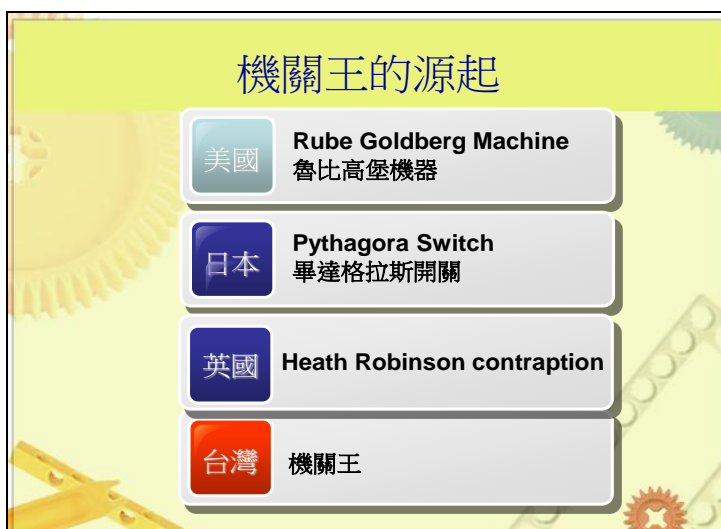 機關王的源起
美國
Rube Goldberg Machine
魯比高堡機器
日本
Pythagora Switch
畢達格拉斯開關
英國
Heath Robinson contraption
台灣
機關王